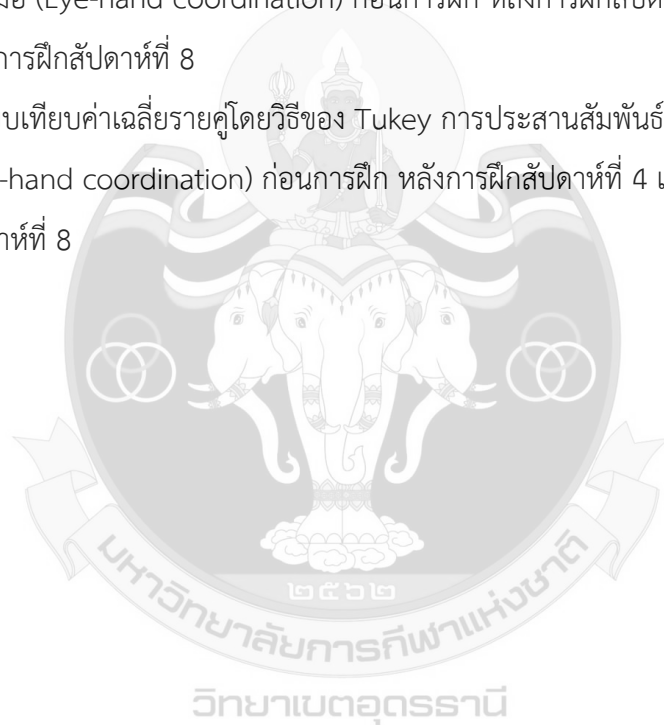 มือ (Eye-hand coordination) ก่อนการฝึก หลังการฝึกสัปดา
การฝึกสัปดาห์ที่ 8
บเทียบค่าเฉลี่ยรายคู่โดยวิธีของ Tukey การประสานสัมพันธ์
-hand coordination) ก่อนการฝึก หลังการฝึกสัปดาห์ที่ 4 แ
าห์ที่ 8
๒๕๖๒
มหาวิทยาลัยการกีฬาแห่งชาติ
วิทยาเขตอุดรธานี